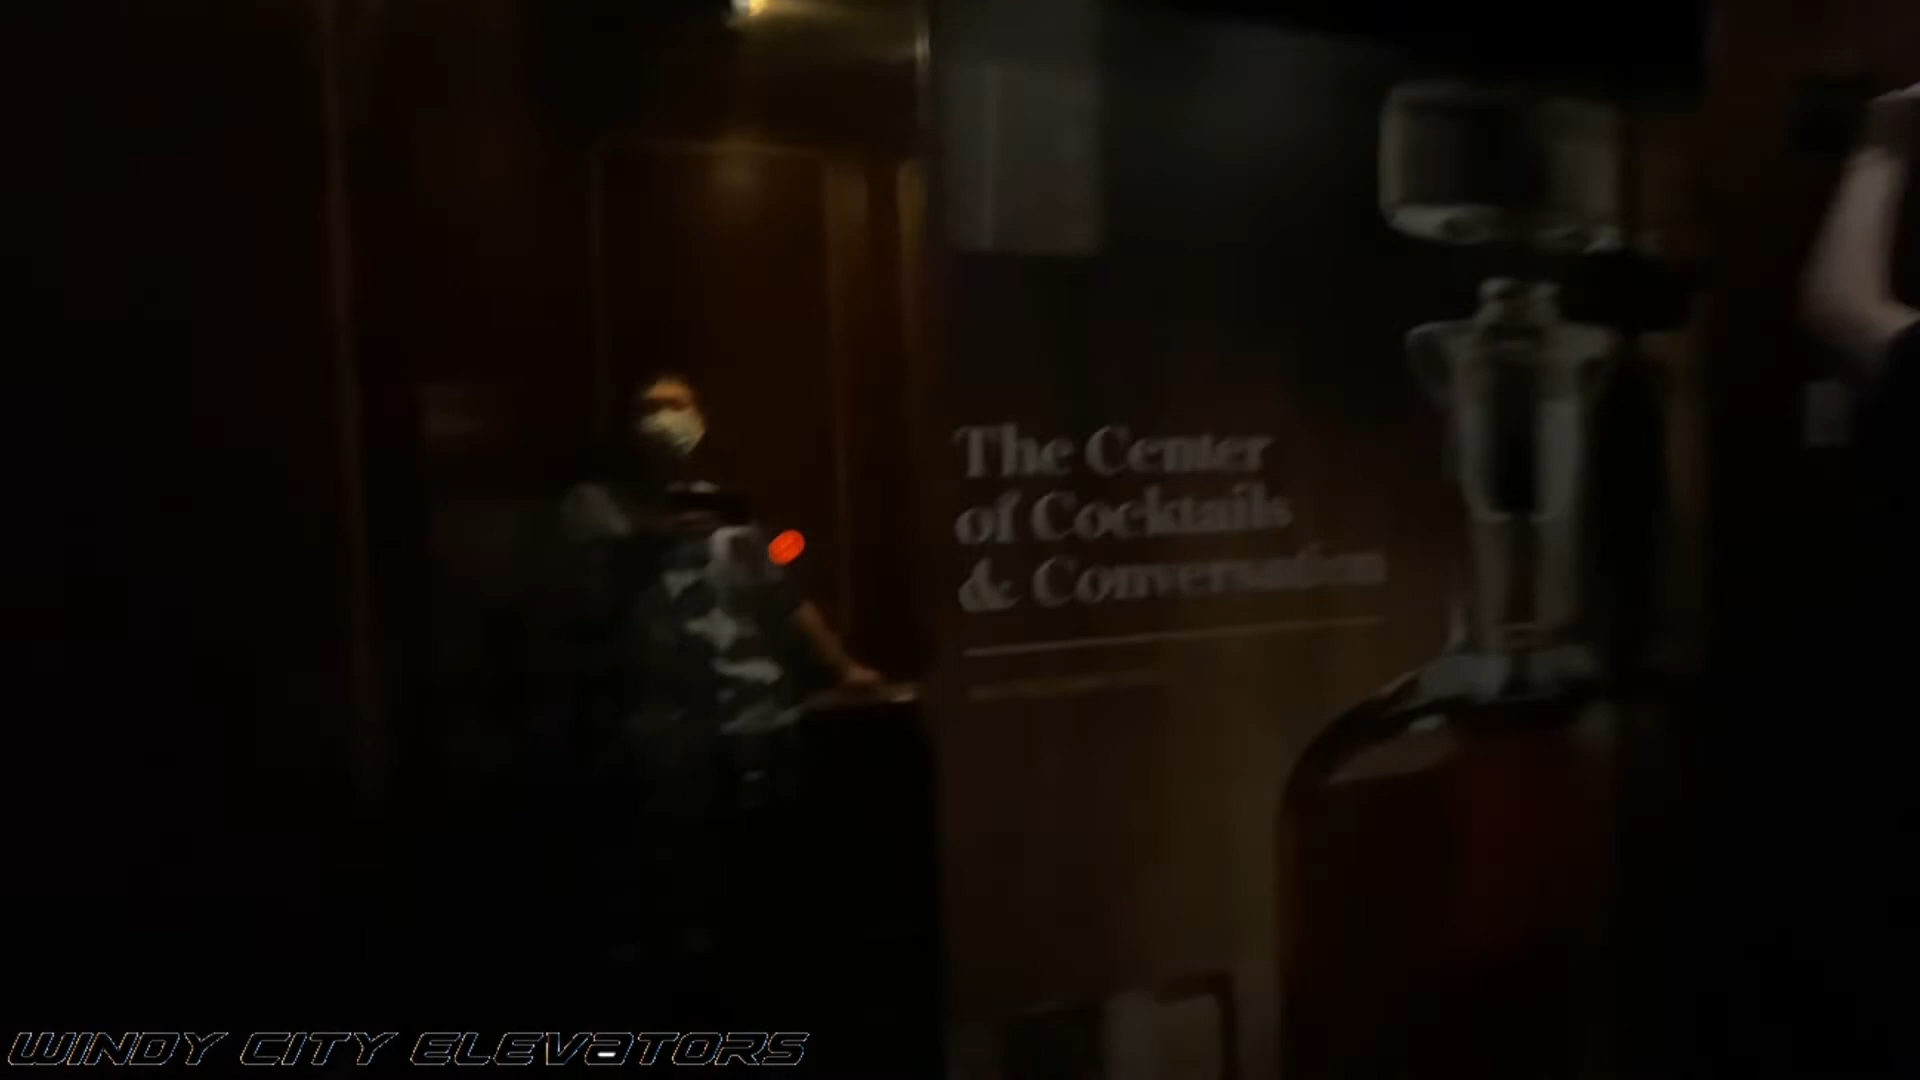 The Center
of Cocktails
& Conversation
WINDY CITY ELEVATORS